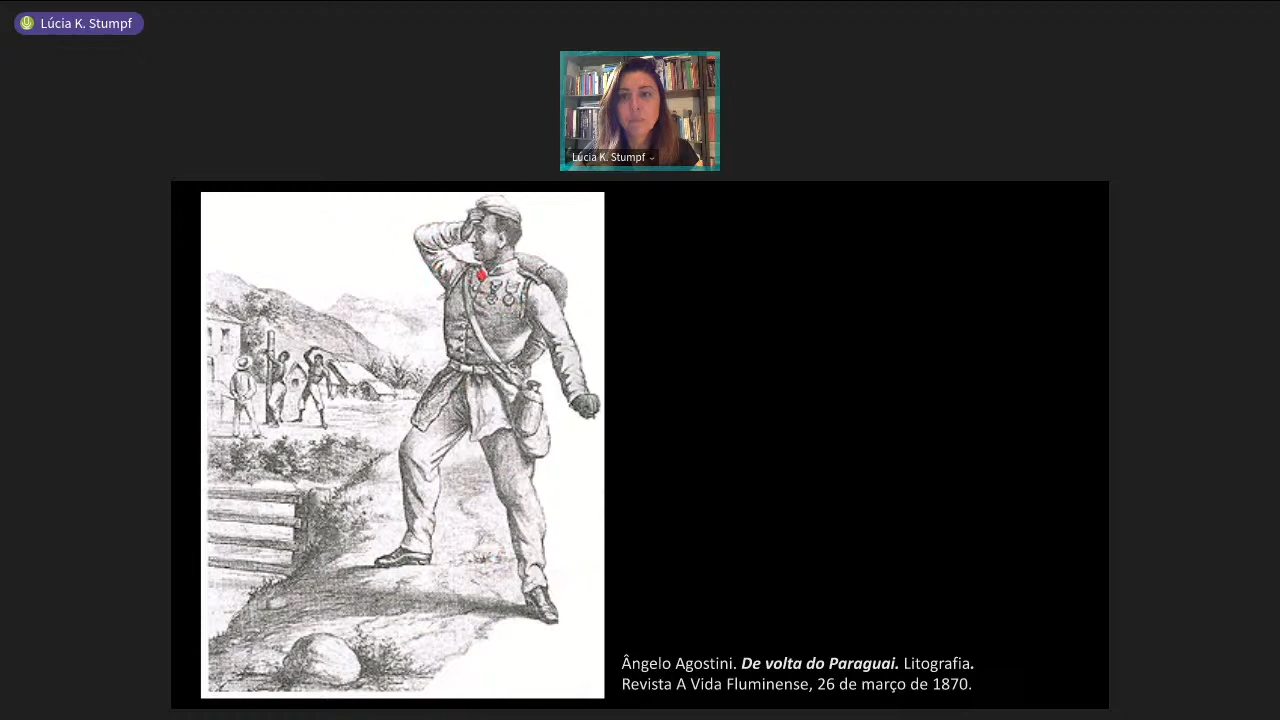 Lúcia K. Stumpf
Lúcia K. Stumpf
Ângelo Agostini. De volta do Paraguai. Litografia.
Revista A Vida Fluminense, 26 de março de 1870.